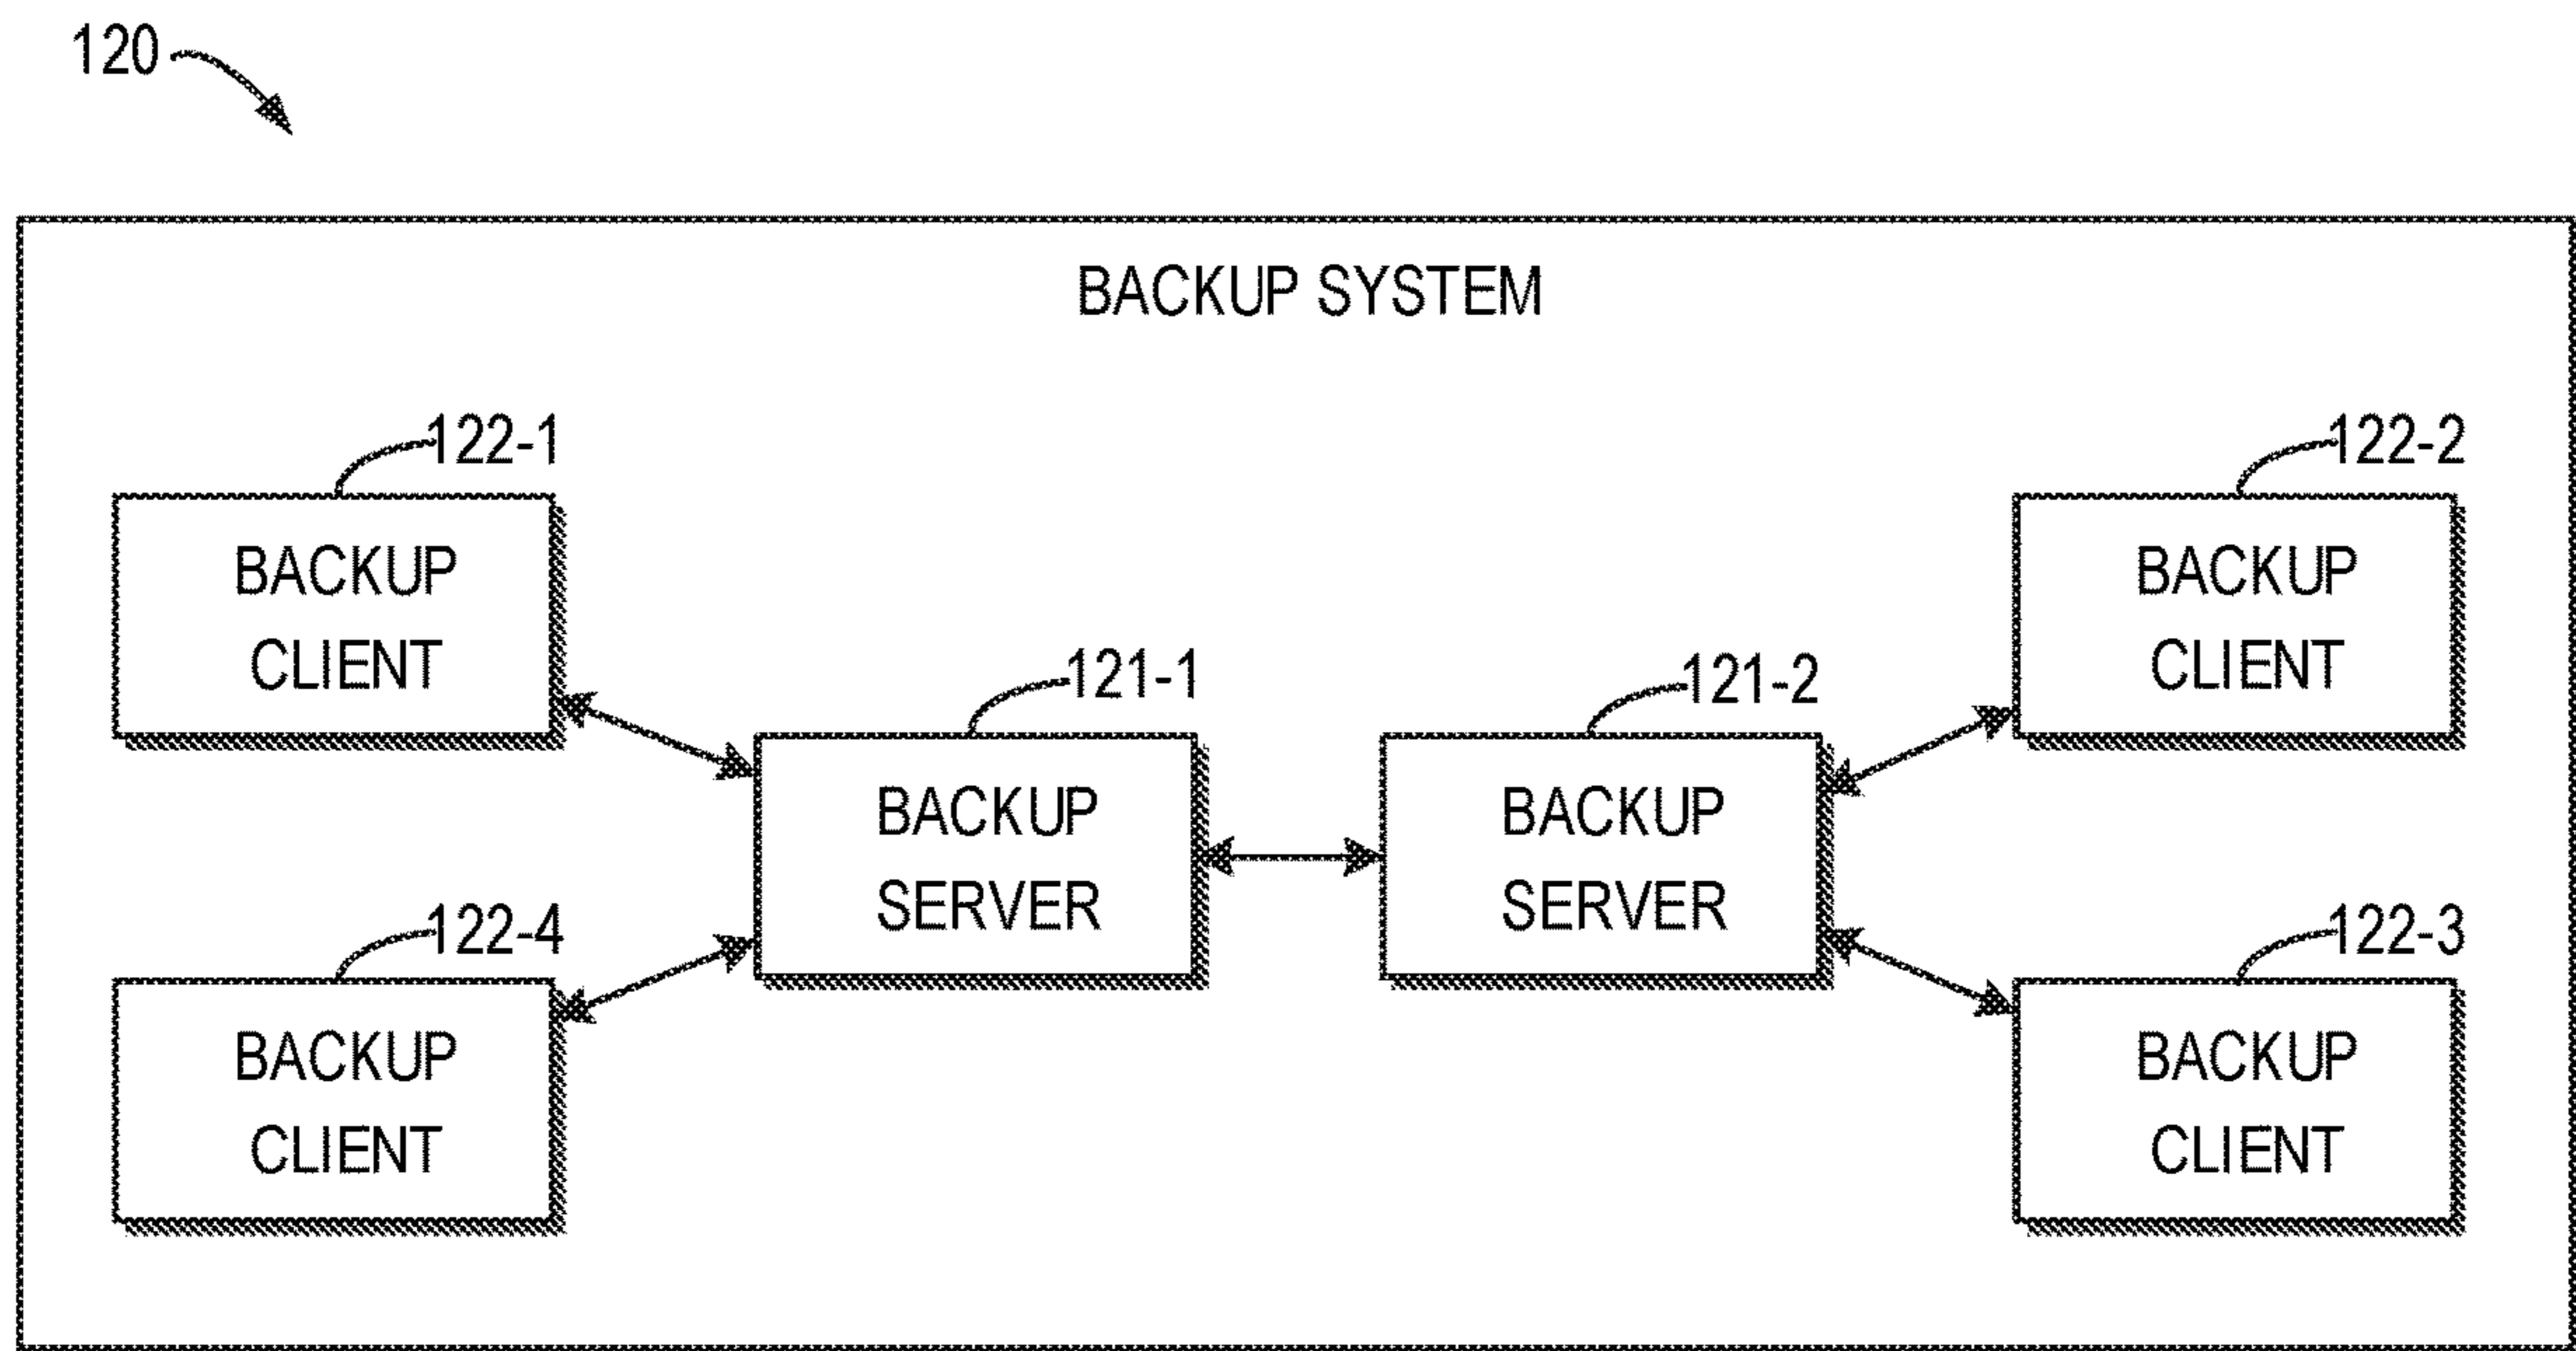 120
BACKUP SYSTEM
122-1
122-2
BACKUP
CLIENT
BACKUP
CLIENT
121-1
121-2
BACKUP
SERVER
BACKUP
SERVER
122-4
122-3
BACKUP
CLIENT
BACKUP
CLIENT